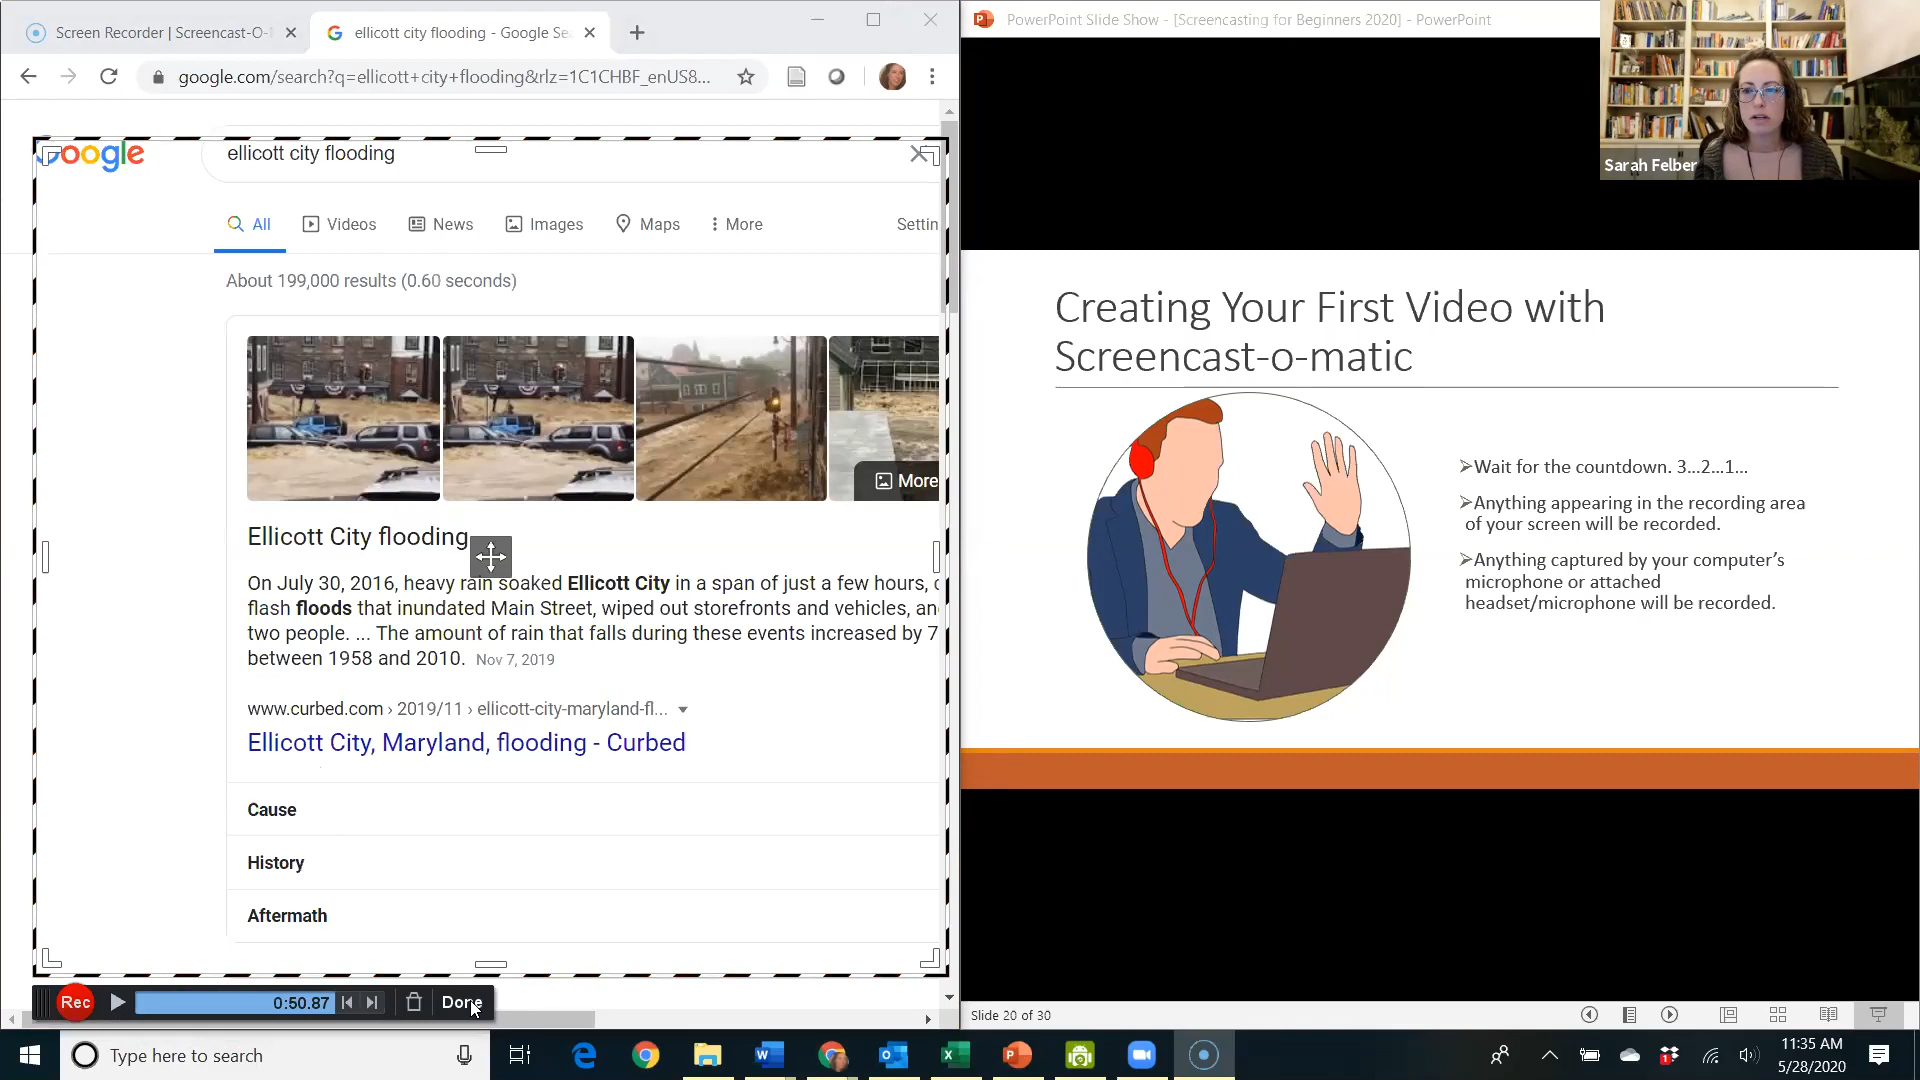 Screen Recorder | Screencast-O-
ellicott city flooding - Google Se
google.com/search?q=ellicott+city+flooding&rlz=1C1CHBF_enUS8...
Google
ellicott city flooding
All
Videos
News
Images
Maps
More
Settin
About 199,000 results (0.60 seconds)
More
Ellicott City flooding
On July 30, 2016, heavy rain soaked Ellicott City in a span of just a few hours,
flash floods that inundated Main Street, wiped out storefronts and vehicles, an
two people. ... The amount of rain that falls during these events increased by 7
between 1958 and 2010. Nov 7, 2019
www.curbed.com › 2019/11 › ellicott-city-maryland-fl...
Ellicott City, Maryland, flooding - Curbed
Cause
History
Aftermath
Rec
0:50.87
Done
PowerPoint Slide Show - [Screencasting for Beginners 2020] - PowerPoint
Sarah Felber
Creating Your First Video with
Screencast-o-matic
➢Wait for the countdown. 3...2...1...
➢Anything appearing in the recording area
of your screen will be recorded.
➢Anything captured by your computer's
microphone or attached
headset/microphone will be recorded.
Slide 20 of 30
Type here to search
11:35 AM
5/28/2020